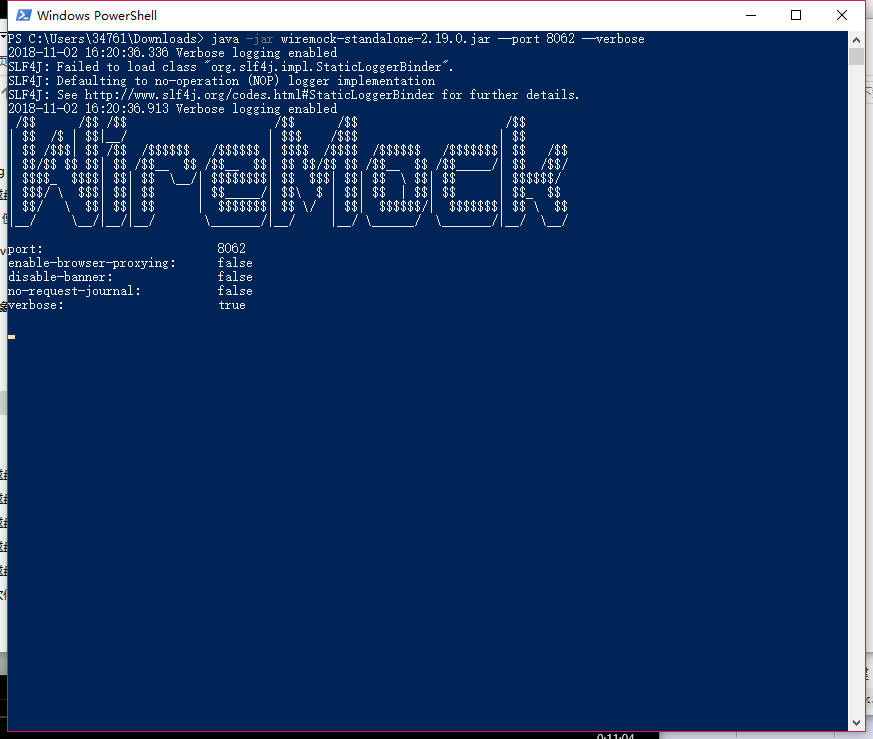 Windows PowerShell
PS C:\Users\34761\Downloads> java -jar wiremock-standalone-2.19.0.jar --port 8062 --verbose
2018-11-02 16:20:36.336 Verbose logging enabled
SLF4J: Failed to load class "org.slf4j.impl.StaticLoggerBinder".
SLF4J: Defaulting to no-operation (NOP) logger implementation
SLF4J: See http://www.slf4j.org/codes.html#StaticLoggerBinder for further details.
2018-11-02 16:20:36.913 Verbose logging enabled
WireMock
port: 8062
enable-browser-proxying: false
disable-banner: false
no-request-journal: false
verbose: true
0:11:04